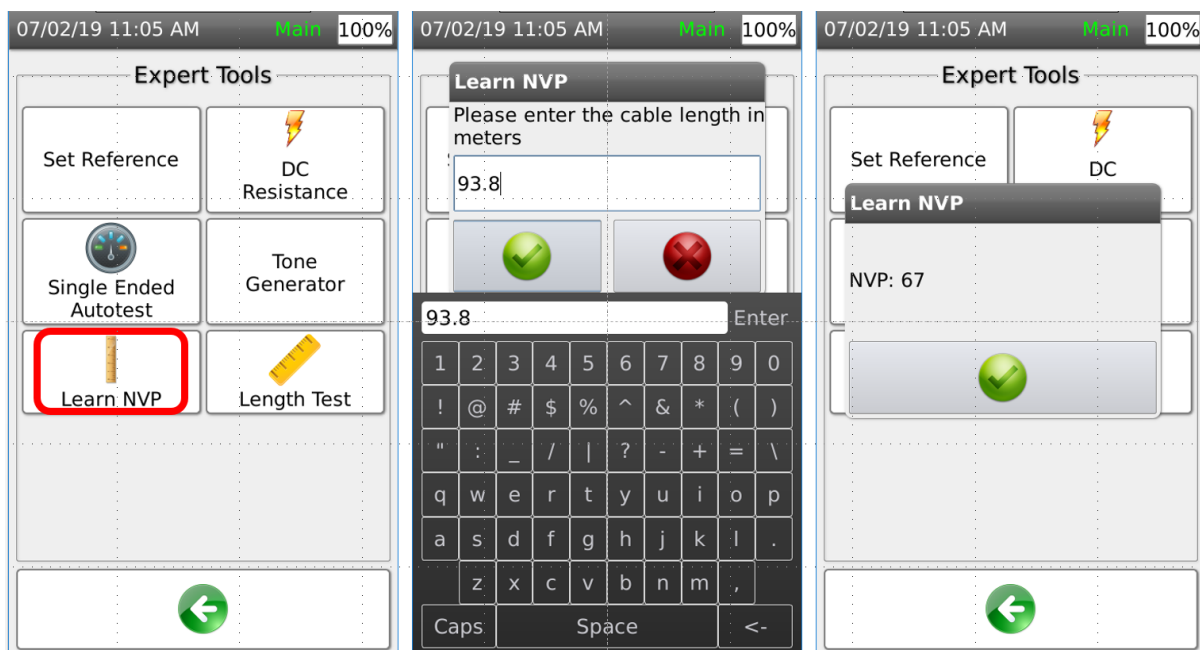 07/02/19 11:05 AM Main 100%
Expert Tools
Set Reference
DC
Resistance
Single Ended
Autotest
Tone
Generator
Learn NVP
Length Test
07/02/19 11:05 AM Main 100%
Learn NVP
Please enter the cable length in
meters
93.8
93.8 Enter
1 2 3 4 5 6 7 8 9 0
! @ # $ % ^ & * ( )
" : _ / | ? - + = \
q w e r t y u i o p
a s d f g h j k l .
z x c v b n m ,
Caps Space <-
07/02/19 11:05 AM Main 100%
Expert Tools
Set Reference
DC
Learn NVP
NVP: 67